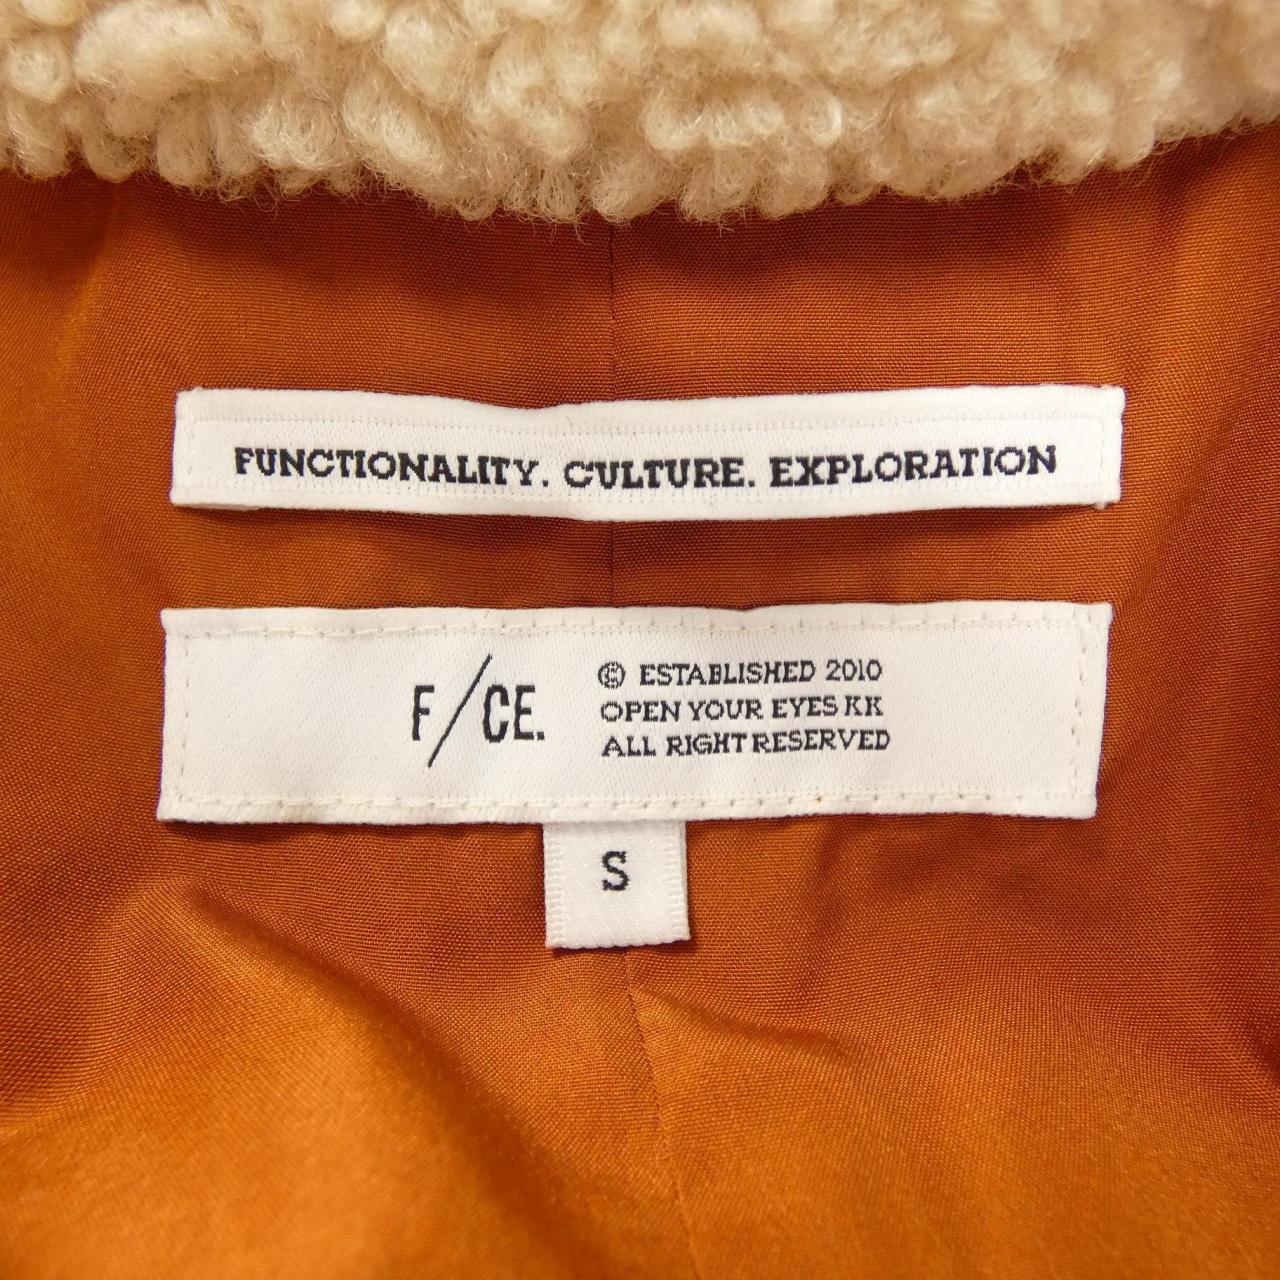 FUNCTIONALITY. CULTURE. EXPLORATION
F/CE.
© ESTABLISHED 2010
OPEN YOUR EYES KK
ALL RIGHT RESERVED
S